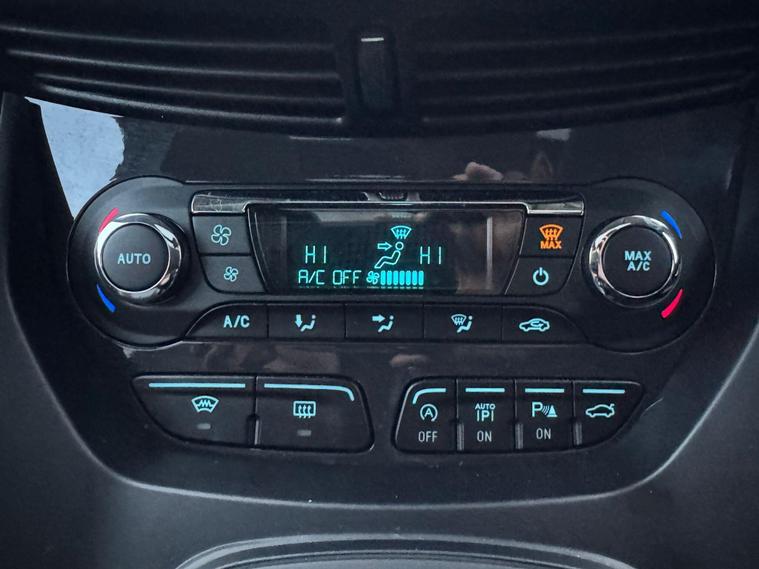 AUTO
HI HI
A/C OFF
MAX
MAX
A/C
A/C
OFF
AUTO
P
ON
P
ON